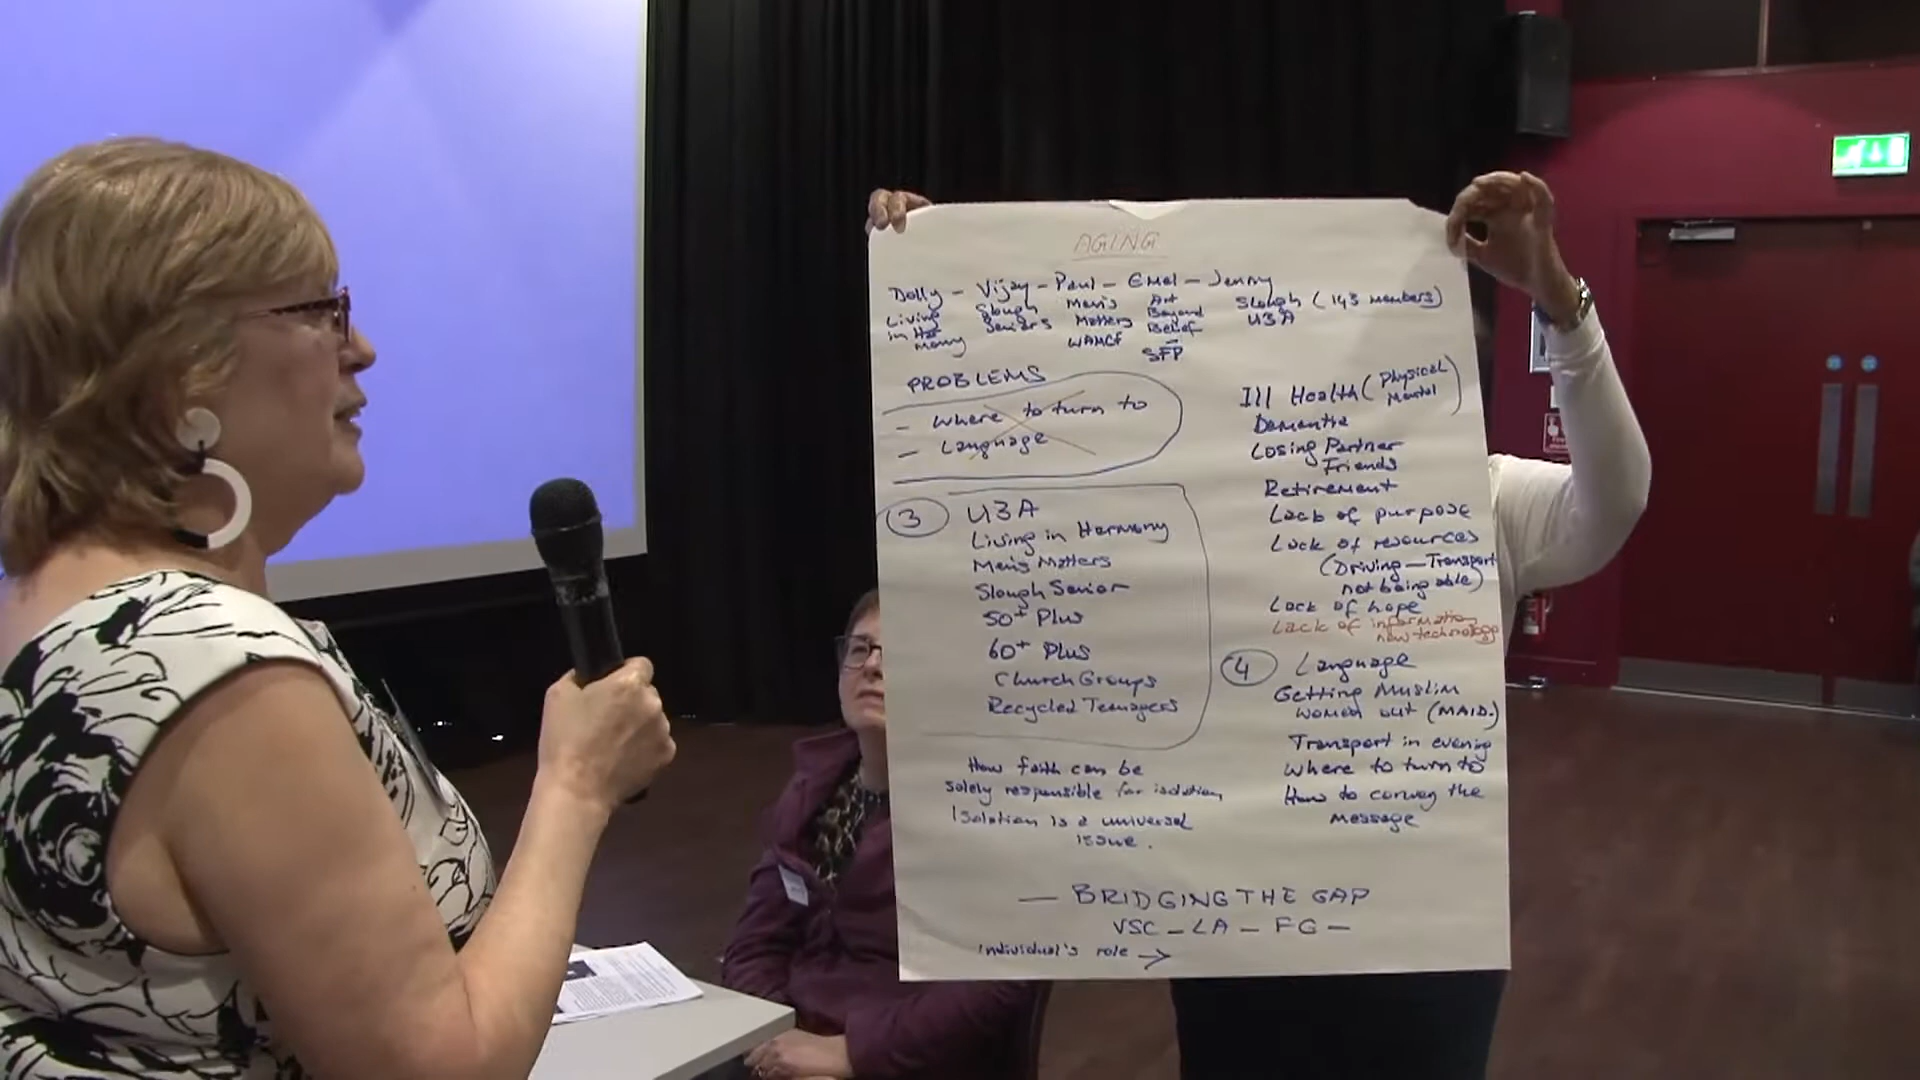 AGING
Dolly - Vijay - Paul - Emel - Jenny
Living in Harmony
Slough Seniors
Men's Matters WAMCF
Art Beyond Belief - SFP
Slough (143 members) U3A
PROBLEMS
- Where to turn to
- Language
3
U3A
Living in Harmony
Men's Matters
Slough Senior
50+ Plus
60+ Plus
Church Groups
Recycled Teenagers
How faith can be
solely responsible for isolation
Isolation is a universal
issue.
Ill Health (Physical
Mental)
Demantia
Losing Partner
Friends
Retirement
Lack of purpose
Lack of resources
(Driving - Transport
not being able)
Lack of hope
Lack of information
new technology
4
Language
Getting Muslim
women out (MAID.)
Transport in evening
Where to turn to
How to convey the
message
- BRIDGING THE GAP
VSC - LA - FG -
Individual's role →